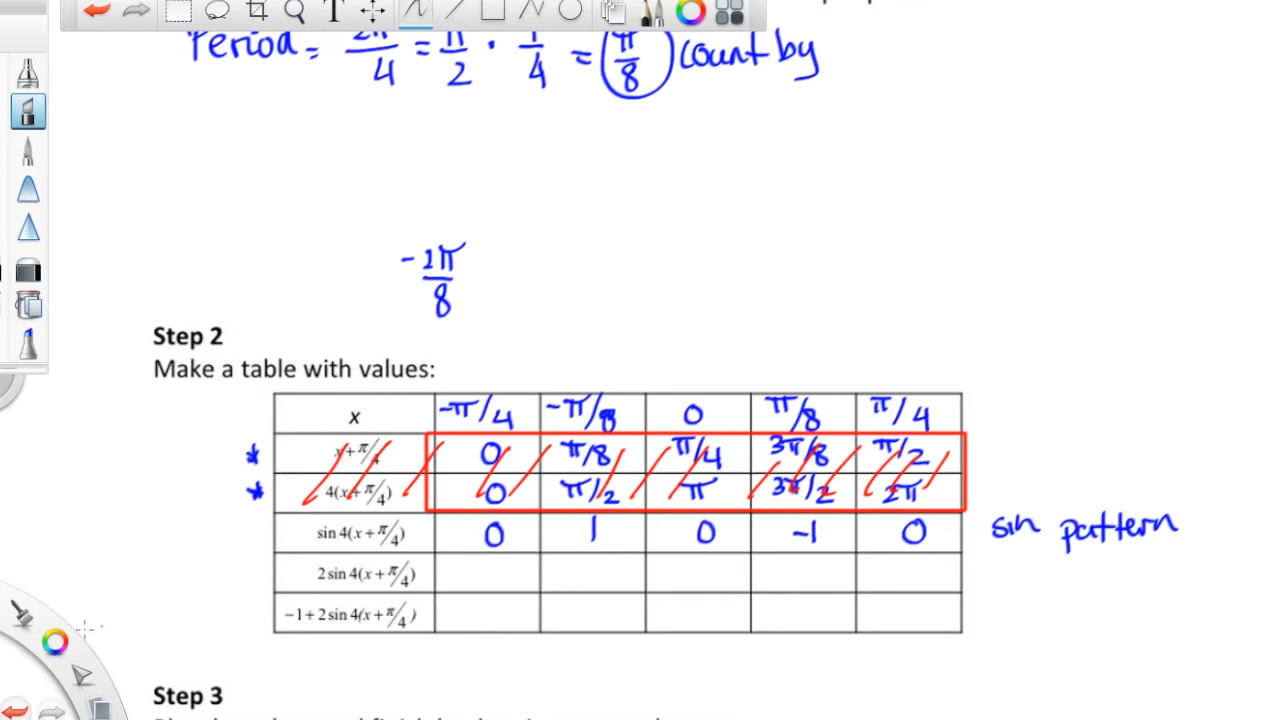 Period = 2π/4 = π/2 · 1/4 = π/8 count by
-2π/8
Step 2
Make a table with values:
x -π/4 -π/8 0 π/8 π/4
* x+π/4 0 π/8 π/4 3π/8 π/2
* 4(x+π/4) 0 π/2 π 3π/2 2π
sin 4(x+π/4) 0 1 0 -1 0 sin pattern
2 sin 4(x+π/4)
-1+2 sin 4(x+π/4)
Step 3